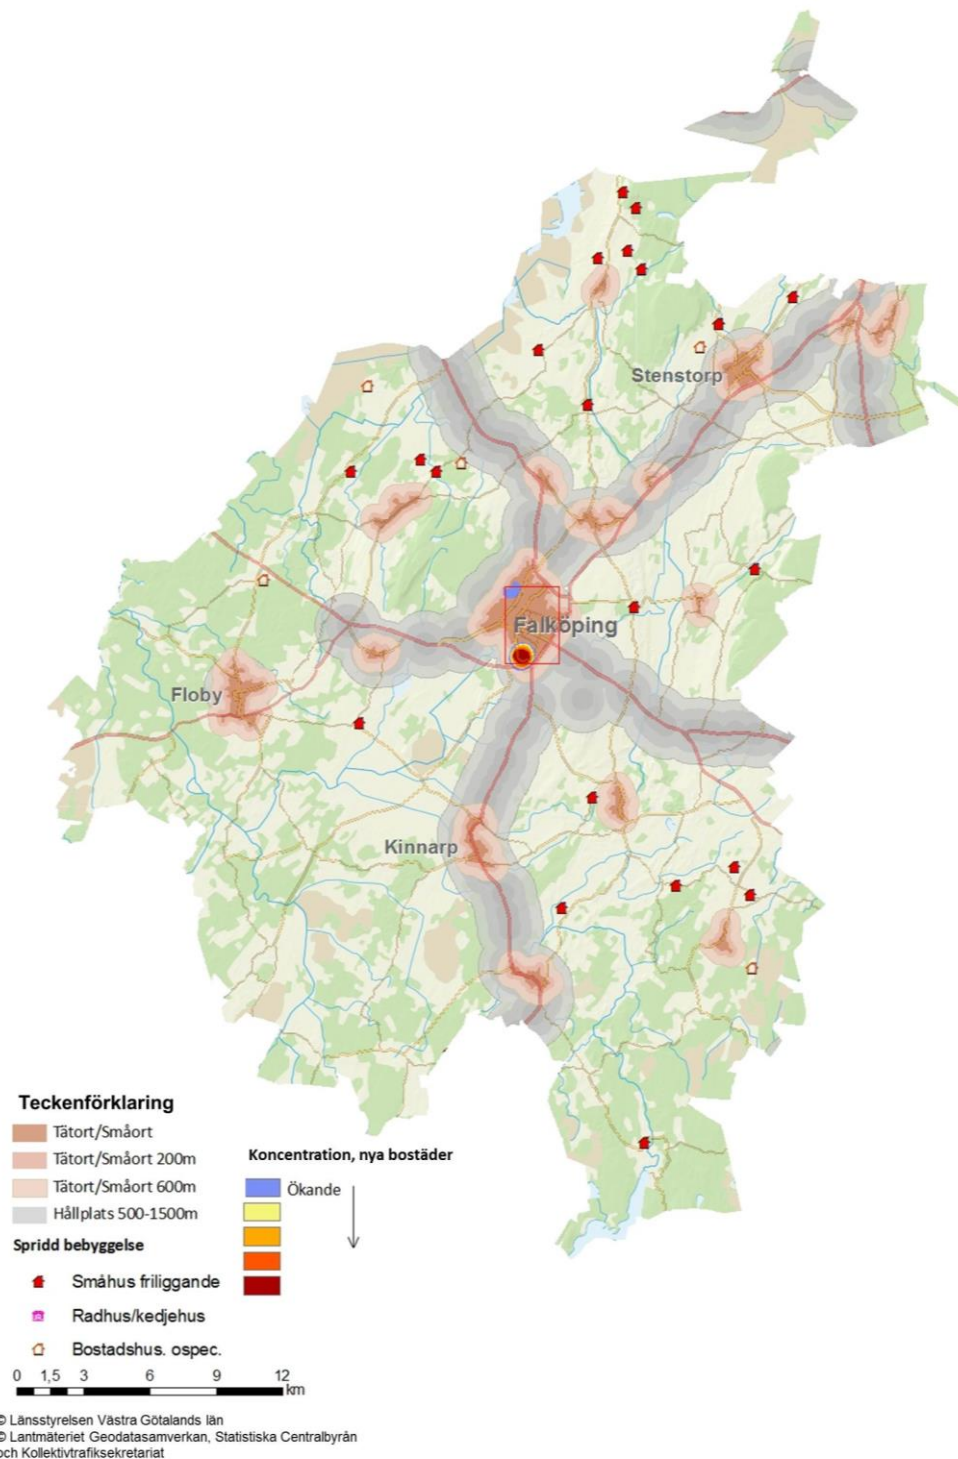 Stenstorp
Falköping
Floby
Kinnarp
Teckenförklaring
Tätort/Småort
Tätort/Småort 200m
Tätort/Småort 600m
Hållplats 500-1500m
Spridd bebyggelse
Småhus friliggande
Radhus/kedjehus
Bostadshus. ospec.
Koncentration, nya bostäder
Ökande
0 1,5 3 6 9 12
km
© Länsstyrelsen Västra Götalands län
© Lantmäteriet Geodatasamverkan, Statistiska Centralbyrån
och Kollektivtrafiksekretariat